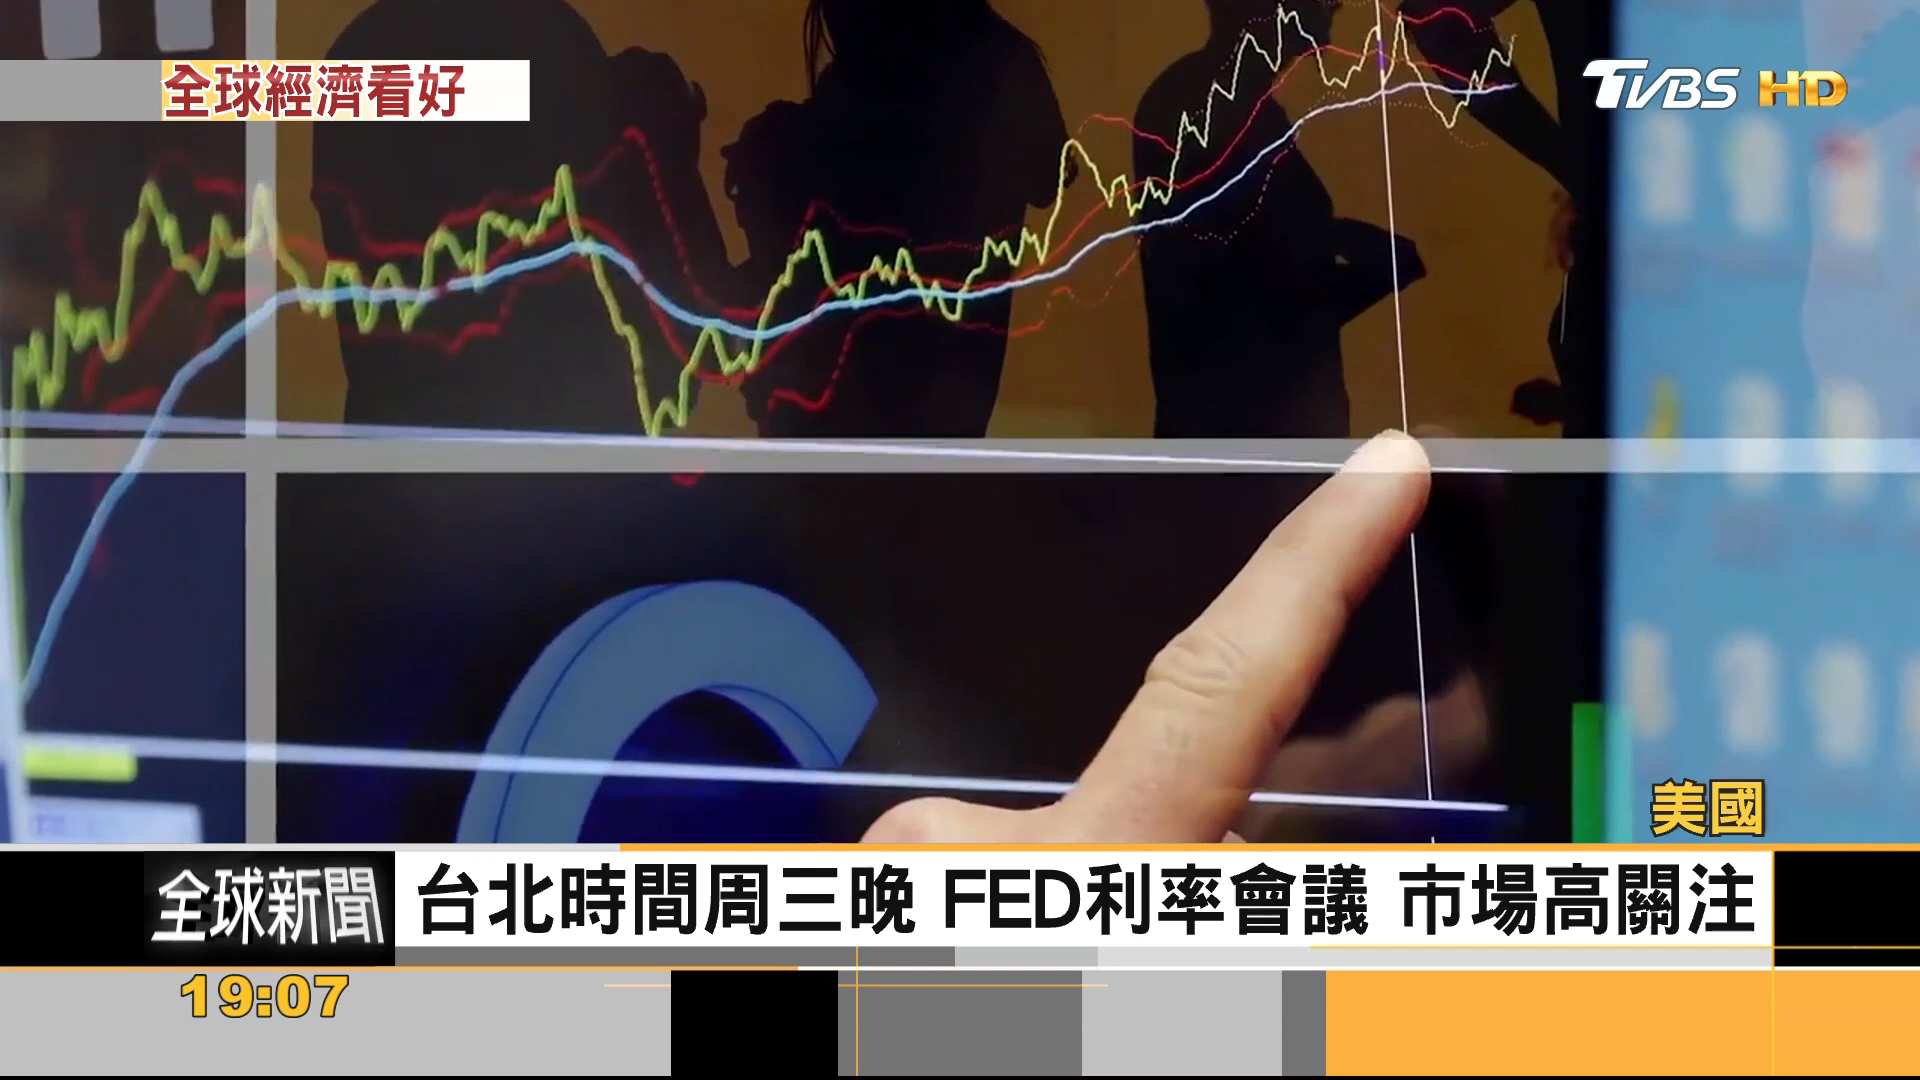 全球經濟看好
TVBS HD
美國
全球新聞
台北時間周三晚 FED利率會議 市場高關注
19:07